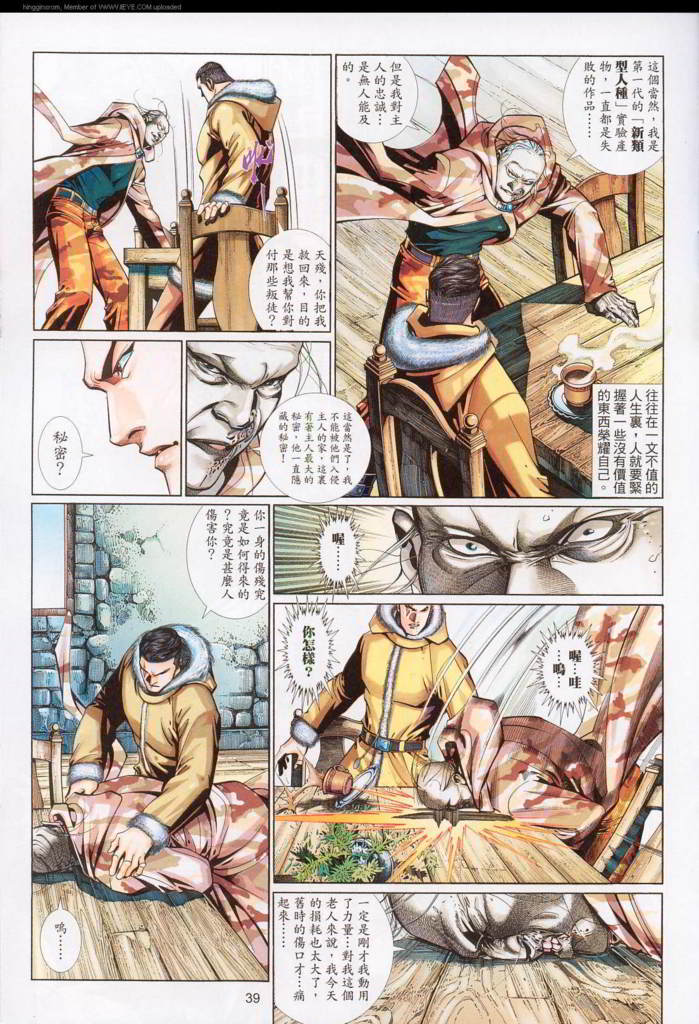 hingginsrom, Member of WWW.IEYE.COM uploaded
這個當然，我是
第一代的「新類
型人種」實驗產
物，一直都是失
敗的作品……
但是我對主
人的忠誠…
是無人能及
的。
往往在一文不值的
人生裏，人就要緊
握著一些沒有價值
的東西榮耀自己。
天殘，你把我
救回來，目的
是想我幫你對
付那些叛徒？
這當然是了，我
不能被他們入侵
主人的家，這裏
有著主人最大的
秘密，他一直隱
藏的秘密！
秘密？
喔……
你一身的傷殘究
竟是如何得來的
？究竟是甚麼人
傷害你？
喔…哇
……嗚……
你怎樣？
嗚……
一定是剛才我動用
了力量…對我這個
老人來說，我今天
的損耗也太大了，
舊時的傷口才…痛
起來……
39